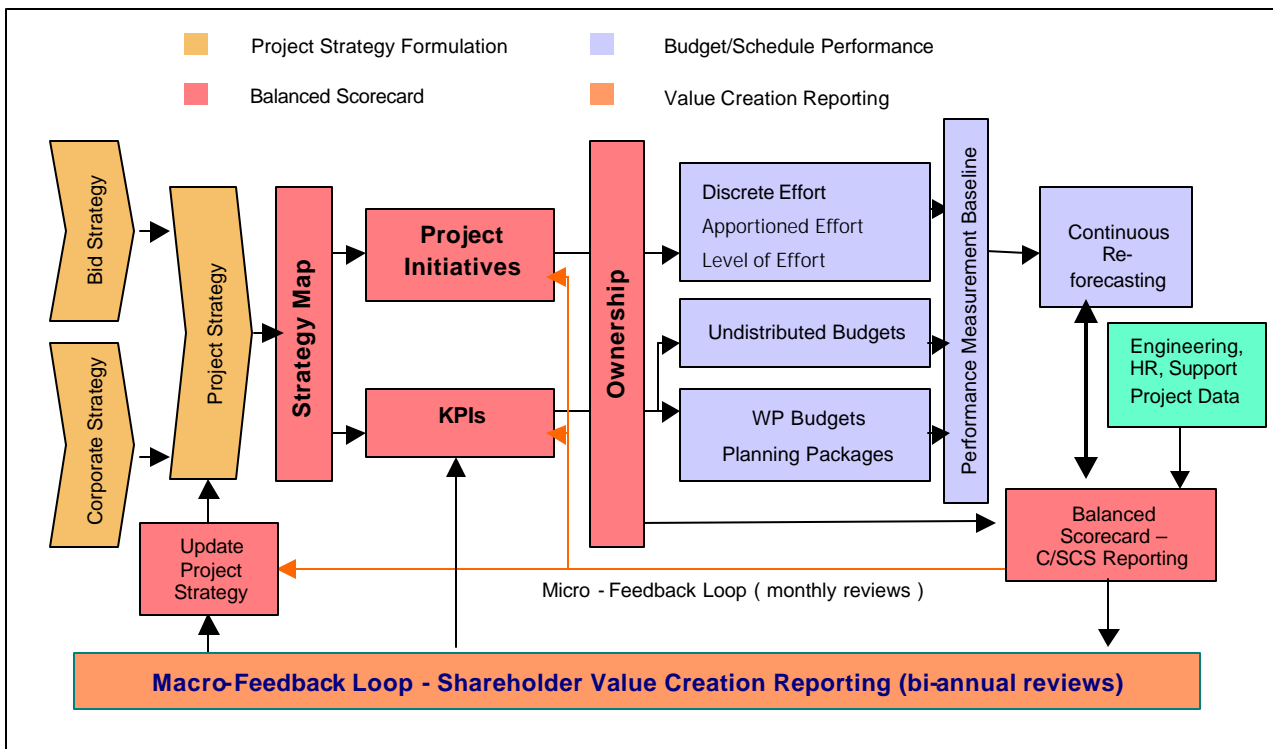 Project Strategy Formulation
Budget/Schedule Performance
Balanced Scorecard
Value Creation Reporting
Bid Strategy
Corporate Strategy
Project Strategy
Strategy Map
Project
Initiatives
KPIs
Ownership
Discrete Effort
Apportioned Effort
Level of Effort
Undistributed Budgets
WP Budgets
Planning Packages
Performance Measurement Baseline
Continuous
Re-
forecasting
Engineering,
HR, Support
Project Data
Balanced
Scorecard –
C/SCS Reporting
Update
Project
Strategy
Micro - Feedback Loop ( monthly reviews )
Macro-Feedback Loop - Shareholder Value Creation Reporting (bi-annual reviews)